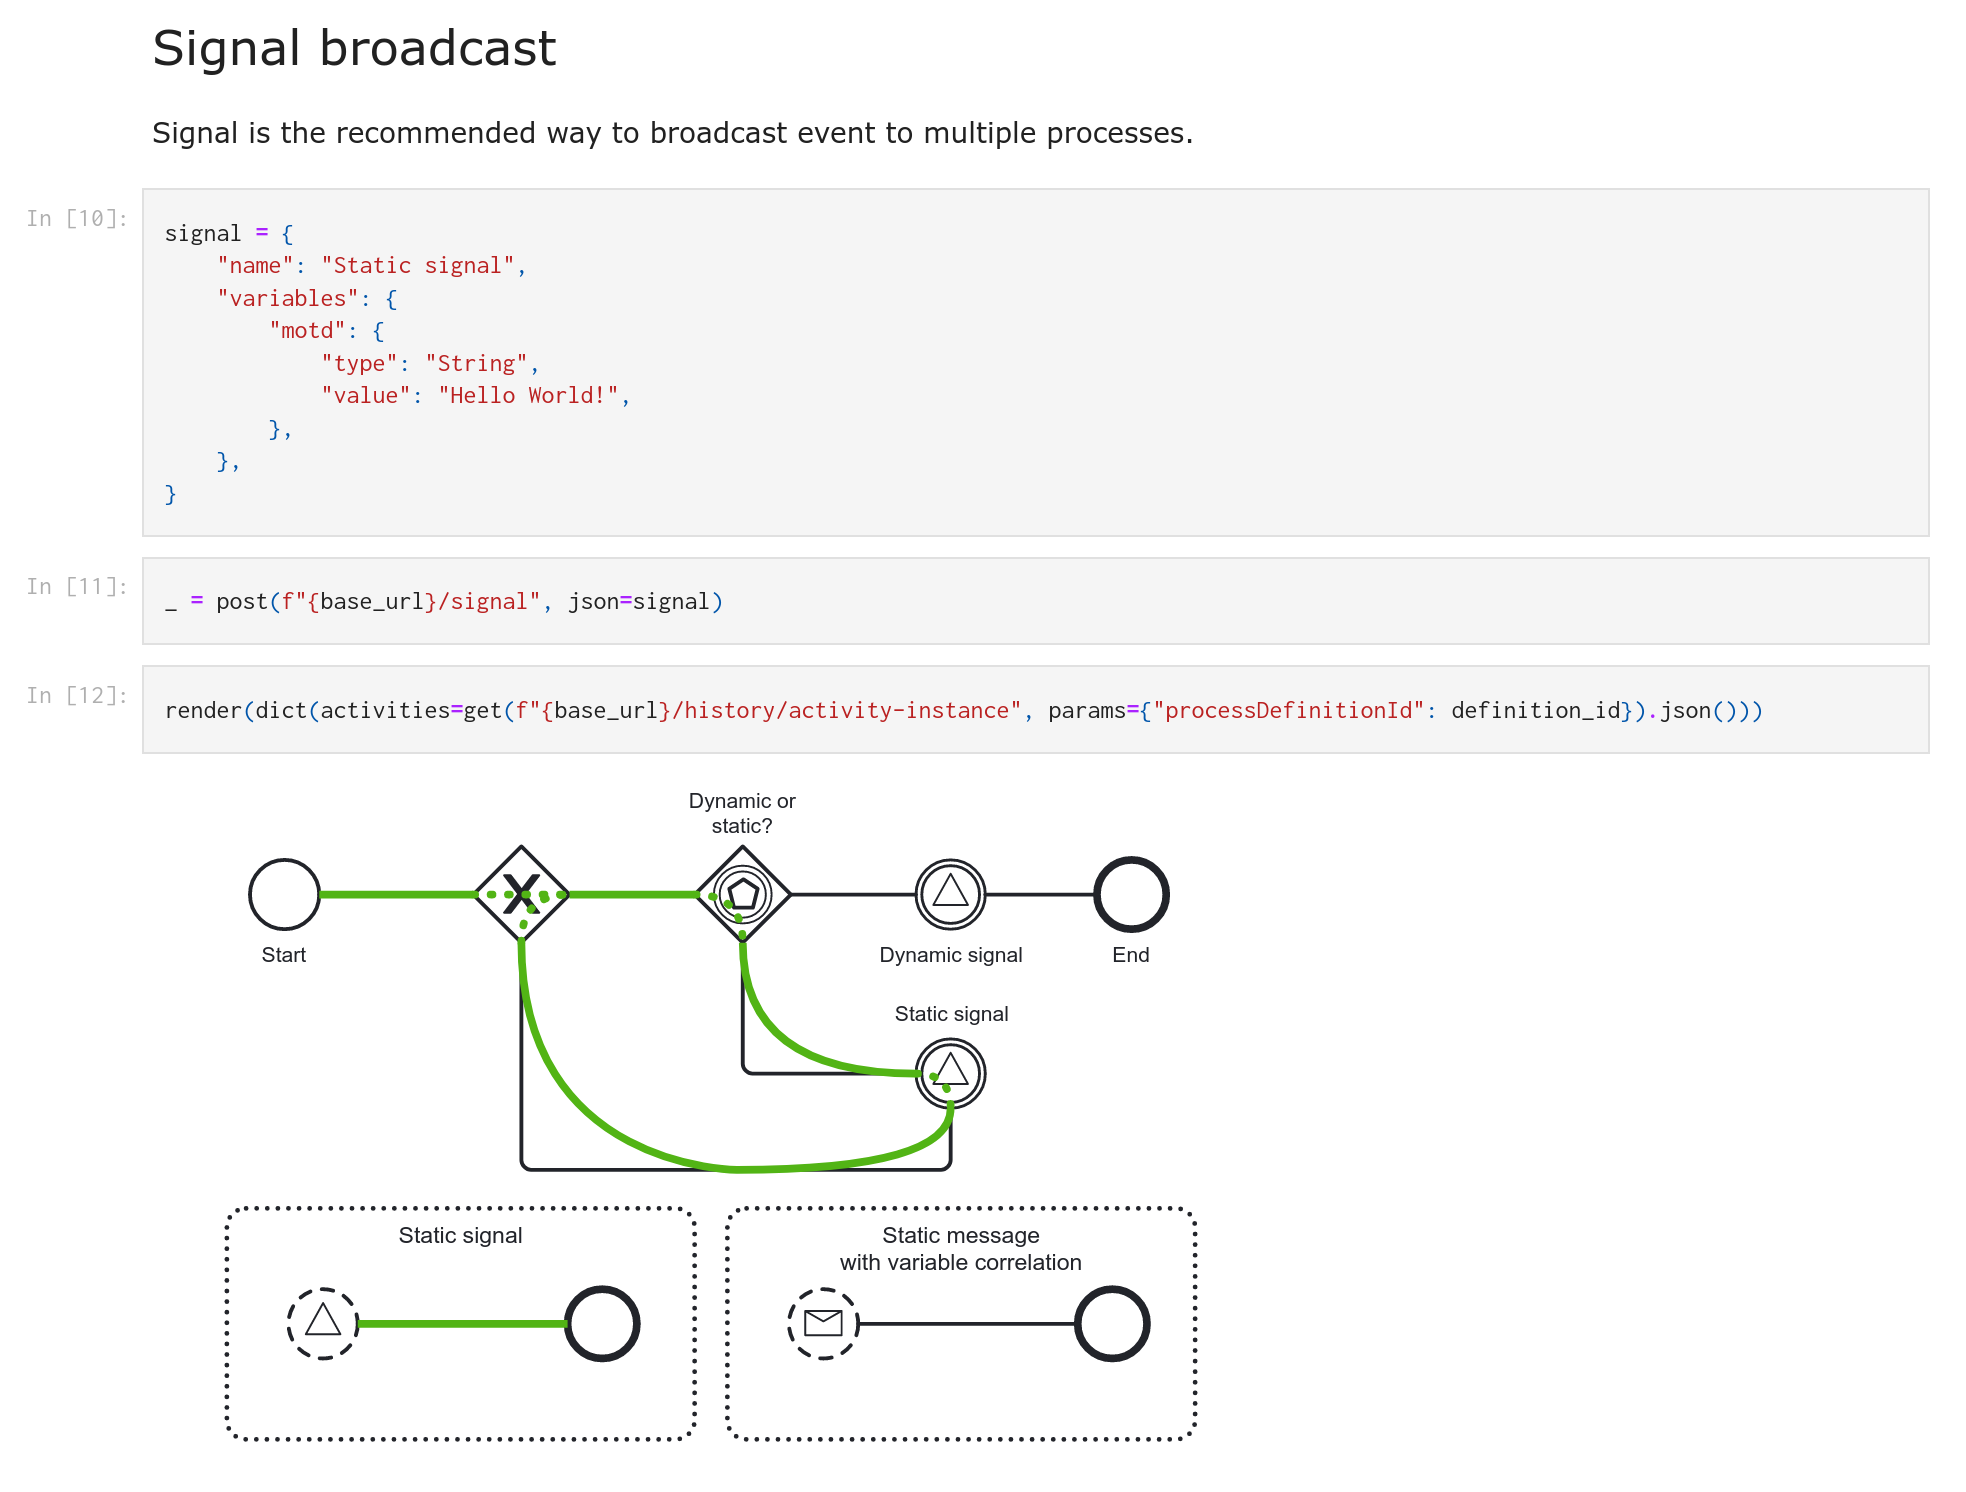 Signal broadcast
Signal is the recommended way to broadcast event to multiple processes.
In [10]:
signal = {
    "name": "Static signal",
    "variables": {
        "motd": {
            "type": "String",
            "value": "Hello World!",
        },
    },
}
In [11]:
_ = post(f"{base_url}/signal", json=signal)
In [12]:
render(dict(activities=get(f"{base_url}/history/activity-instance", params={"processDefinitionId": definition_id}).json()))
Dynamic or
static?
Start
Dynamic signal
End
Static signal
Static signal
Static message
with variable correlation